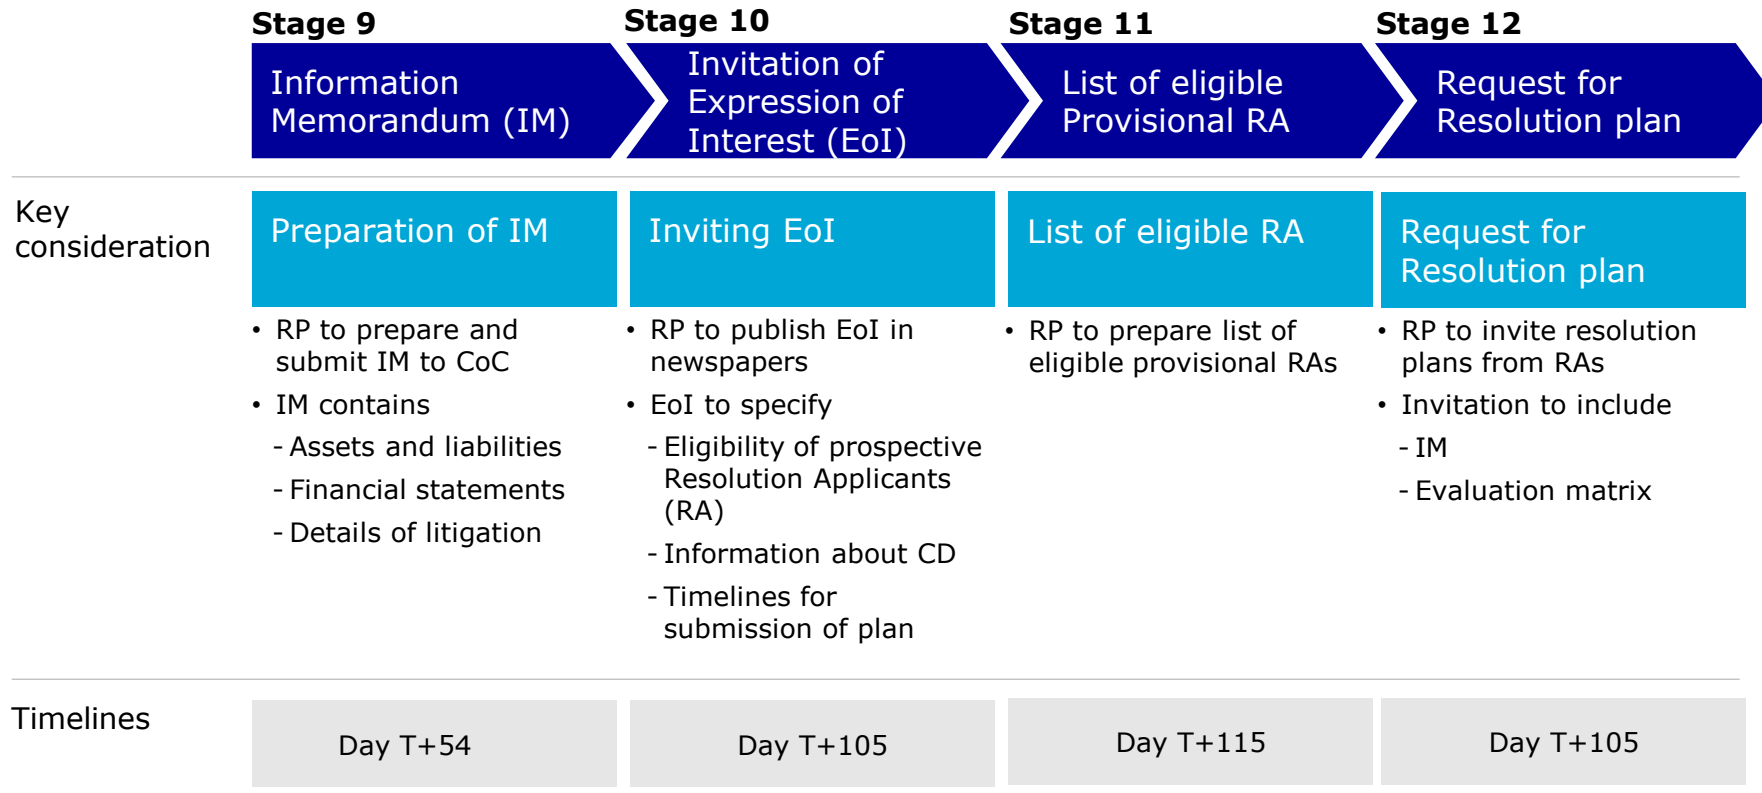 Stage 9
Information
Memorandum (IM)
Stage 10
Invitation of
Expression of
Interest (EoI)
Stage 11
List of eligible
Provisional RA
Stage 12
Request for
Resolution plan
Key
consideration
Preparation of IM
• RP to prepare and
submit IM to CoC
• IM contains
- Assets and liabilities
- Financial statements
- Details of litigation
Inviting EoI
• RP to publish EoI in
newspapers
• EoI to specify
- Eligibility of prospective
Resolution Applicants
(RA)
- Information about CD
- Timelines for
submission of plan
List of eligible RA
• RP to prepare list of
eligible provisional RAs
Request for
Resolution plan
• RP to invite resolution
plans from RAs
• Invitation to include
- IM
- Evaluation matrix
Timelines
Day T+54
Day T+105
Day T+115
Day T+105